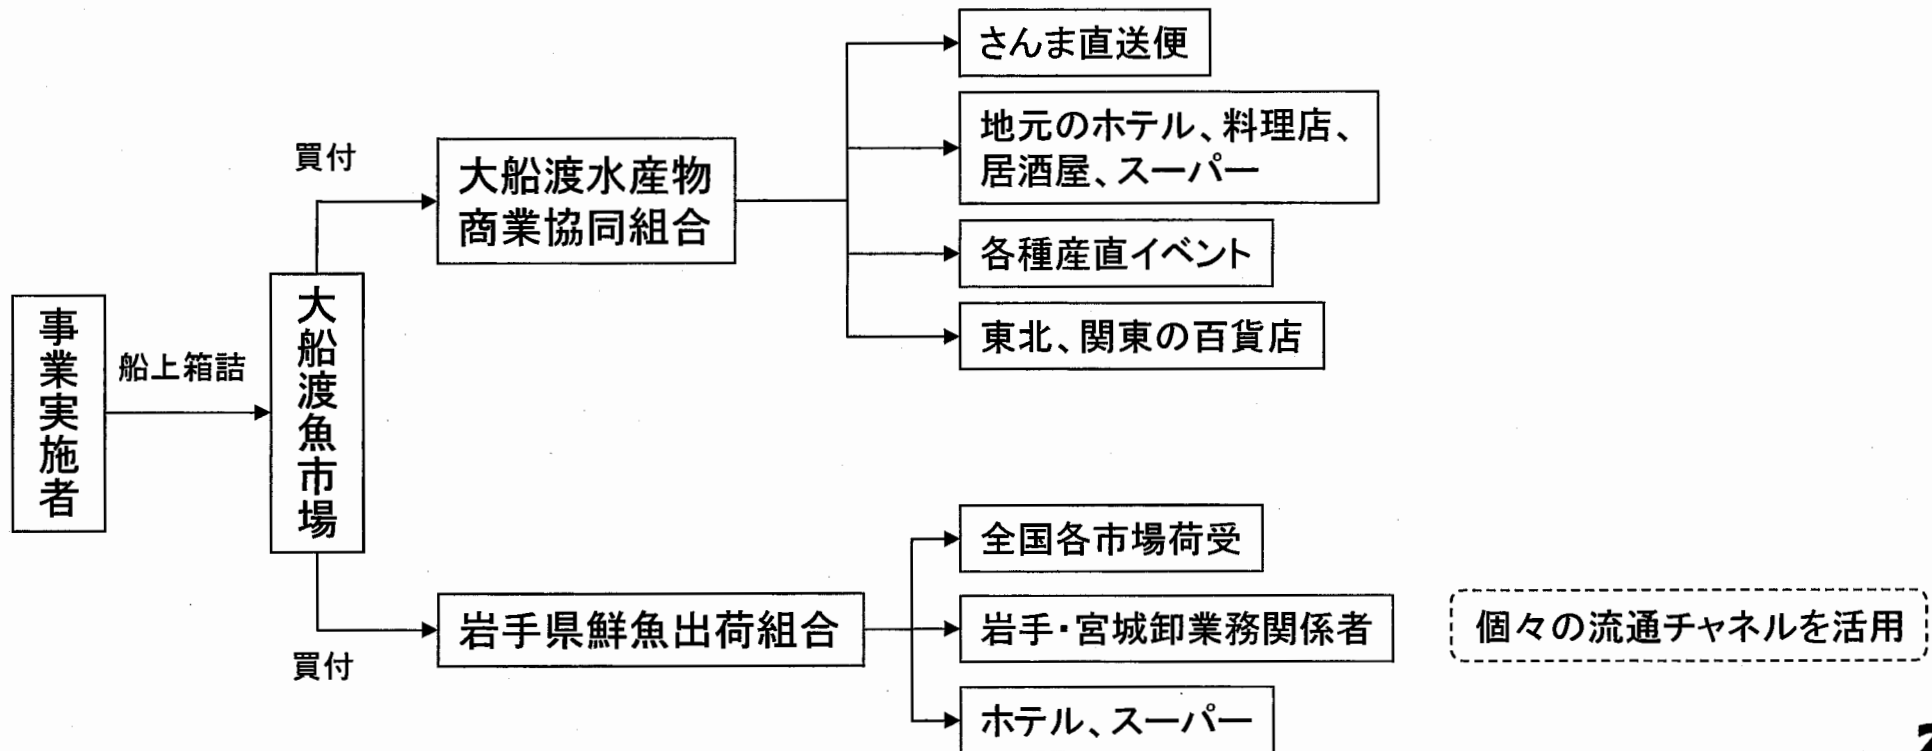 事業実施者
船上箱詰
大船渡魚市場
買付
大船渡水産物
商業協同組合
さんま直送便
地元のホテル、料理店、
居酒屋、スーパー
各種産直イベント
東北、関東の百貨店
買付
岩手県鮮魚出荷組合
全国各市場荷受
岩手・宮城卸業務関係者
ホテル、スーパー
個々の流通チャネルを活用